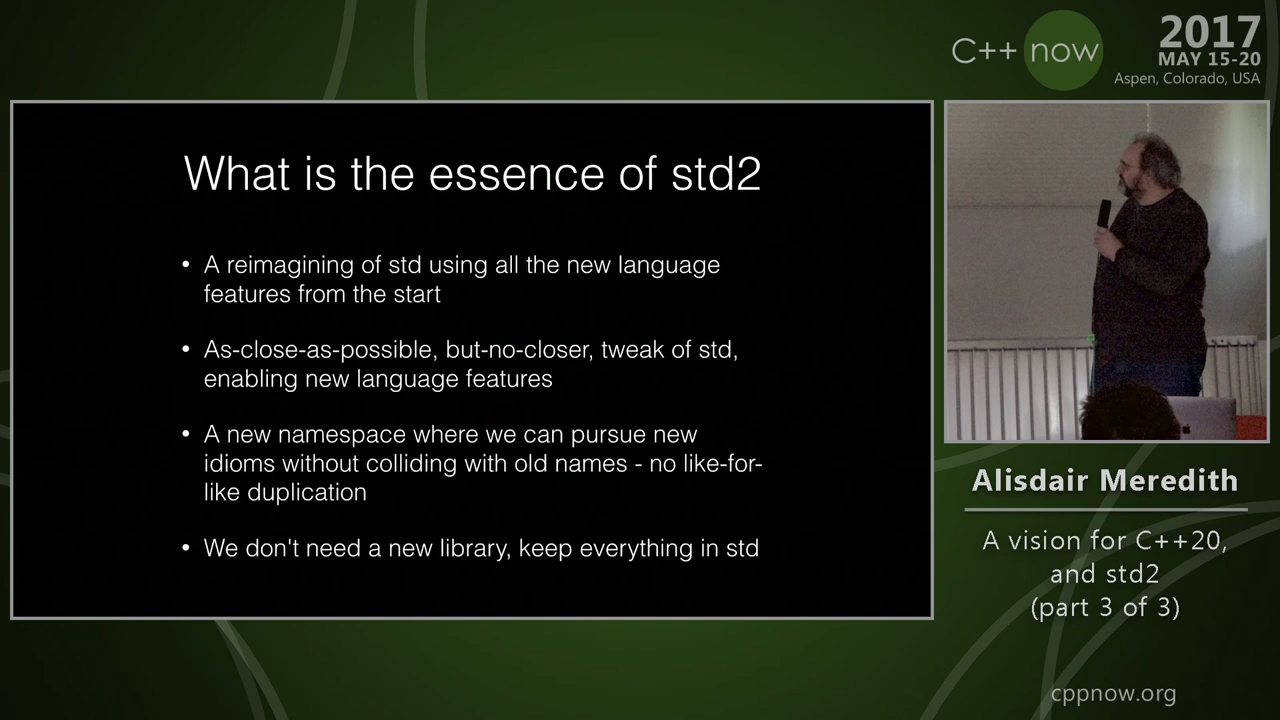 C++ now
2017
MAY 15-20
Aspen, Colorado, USA
What is the essence of std2
• A reimagining of std using all the new language
features from the start
• As-close-as-possible, but-no-closer, tweak of std,
enabling new language features
• A new namespace where we can pursue new
idioms without colliding with old names - no like-for-
like duplication
• We don't need a new library, keep everything in std
Alisdair Meredith
A vision for C++20,
and std2
(part 3 of 3)
cppnow.org